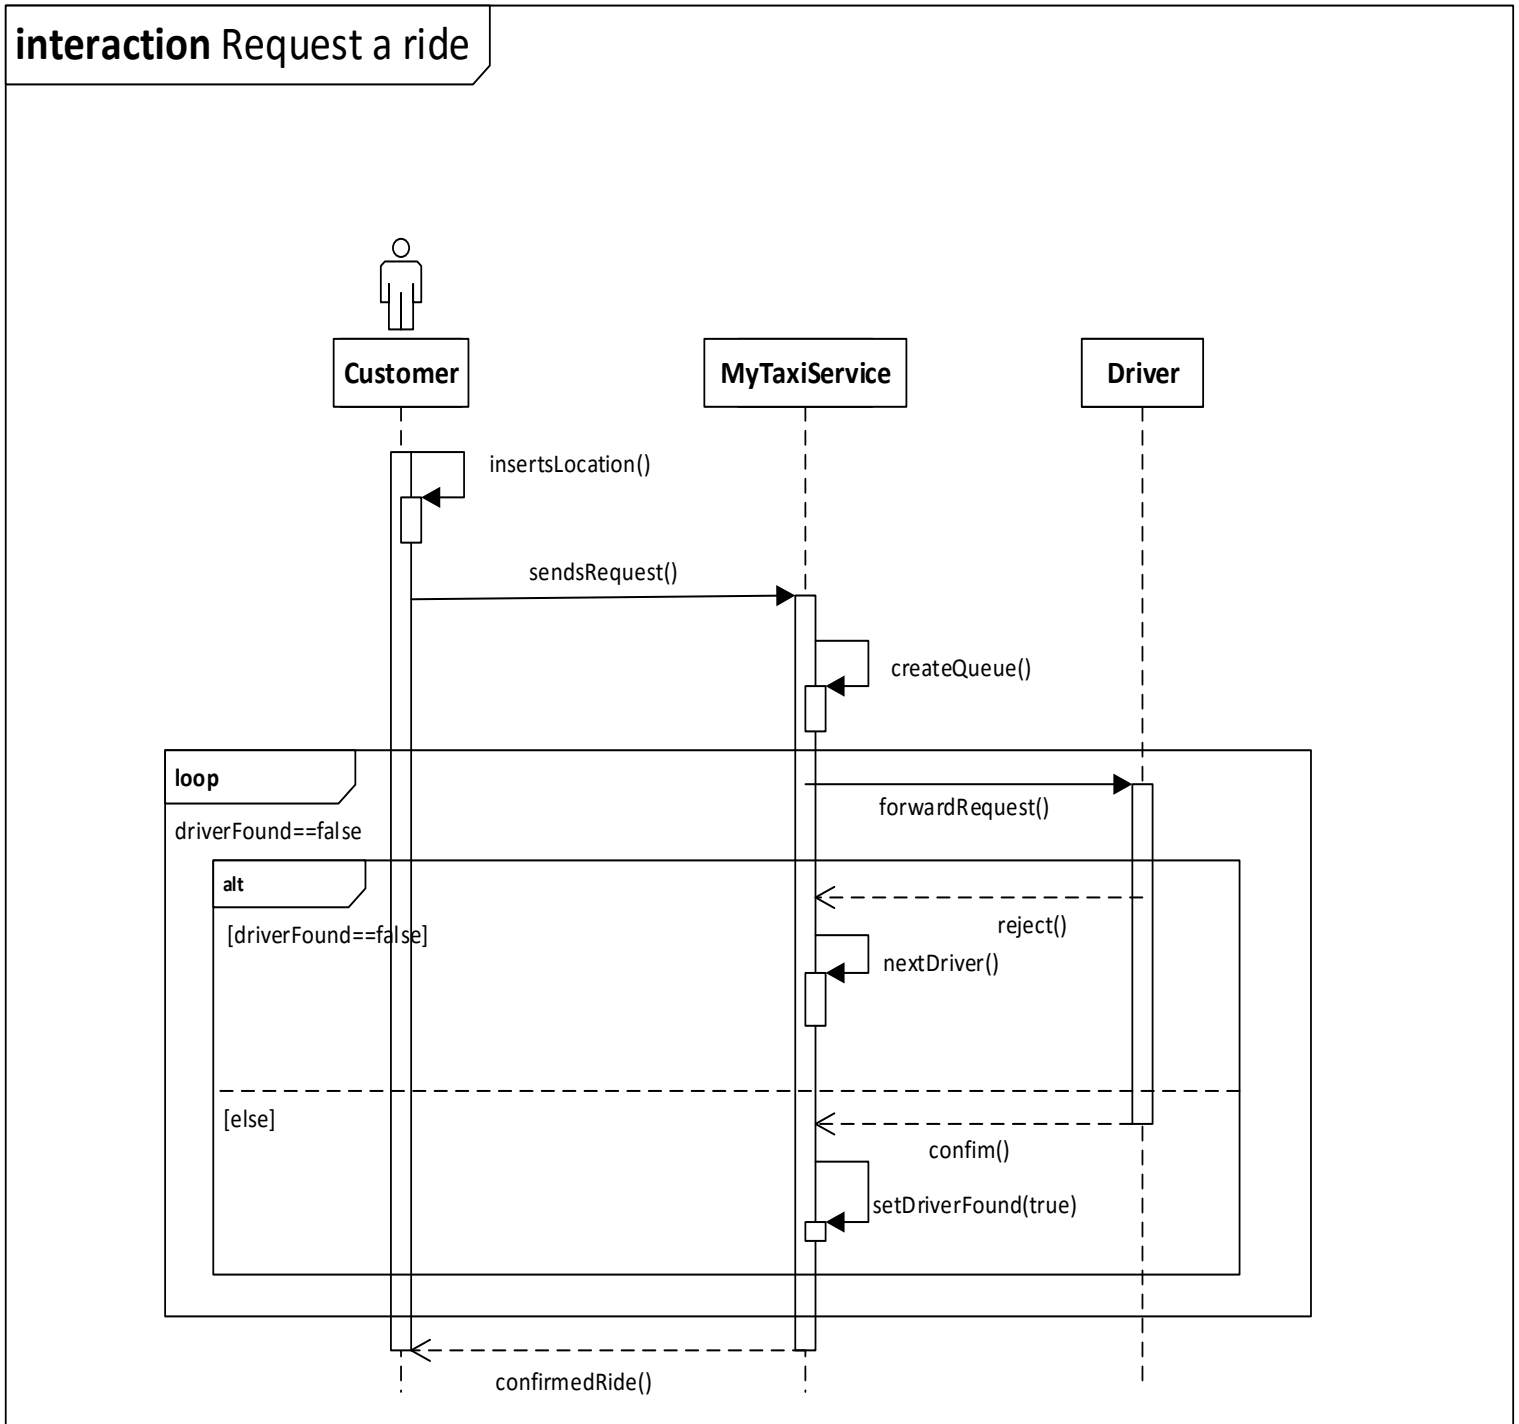 interaction Request a ride
Customer
MyTaxiService
Driver
insertsLocation()
sendsRequest()
createQueue()
loop
forwardRequest()
driverFound==false
alt
reject()
[driverFound==false]
nextDriver()
[else]
confim()
setDriverFound(true)
confirmedRide()